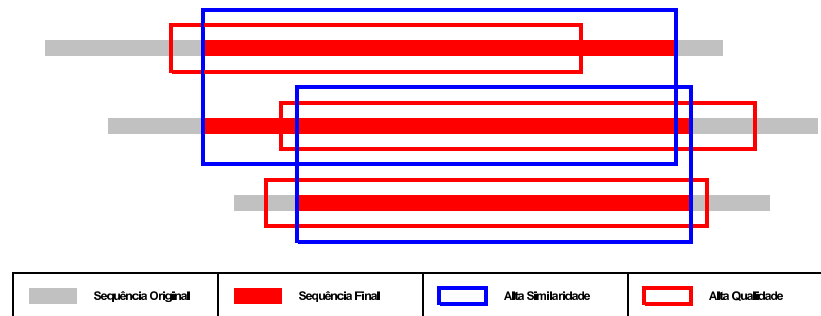 Sequência Original
Sequência Final
Alta Similaridade
Alta Qualidade